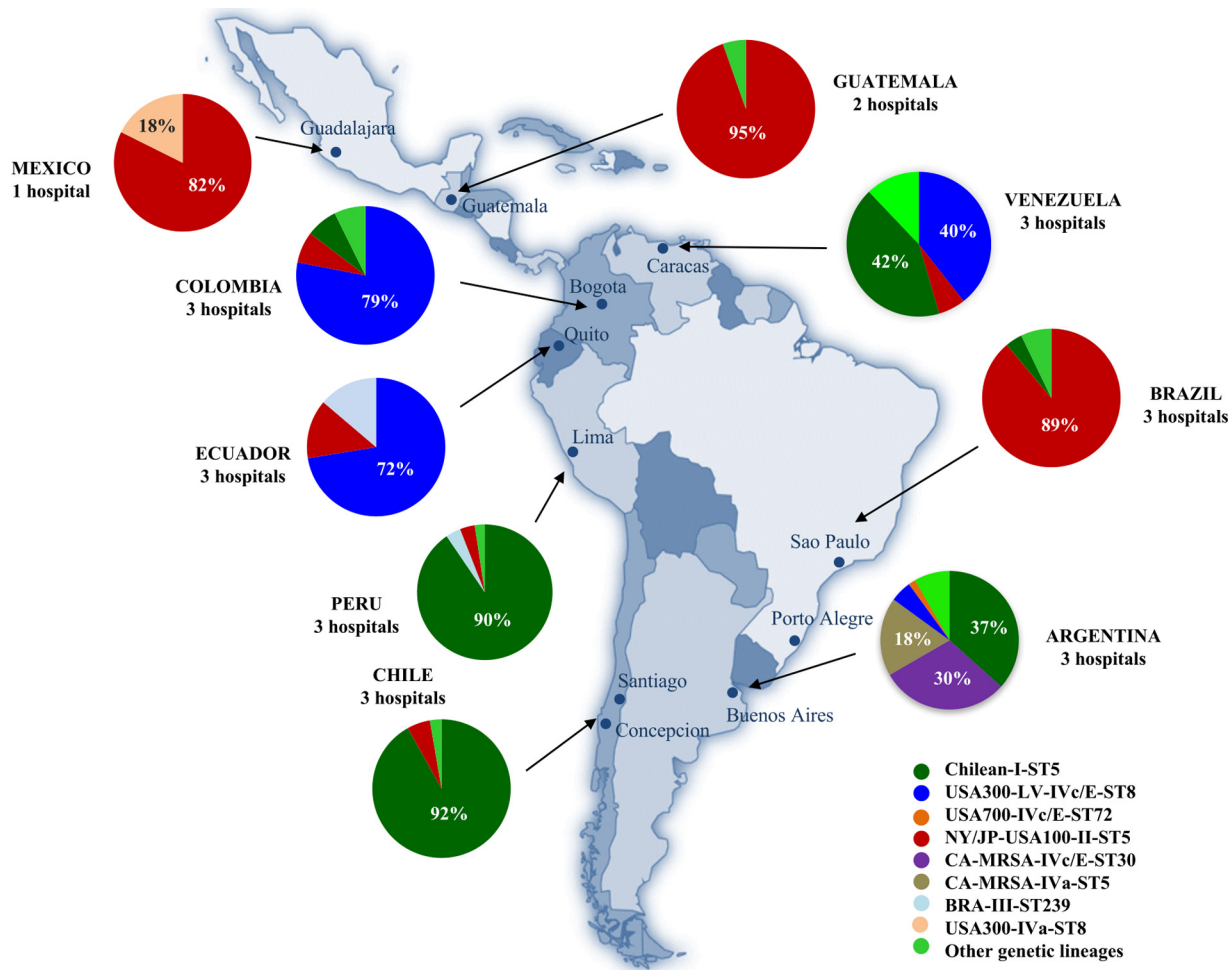 GUATEMALA
2 hospitals
95%
18%
82%
MEXICO
1 hospital
Guadalajara
Guatemala
VENEZUELA
3 hospitals
40%
42%
Caracas
COLOMBIA
3 hospitals
79%
Bogota
Quito
ECUADOR
3 hospitals
72%
BRAZIL
3 hospitals
89%
Lima
Sao Paulo
PERU
3 hospitals
90%
Porto Alegre
ARGENTINA
3 hospitals
37%
18%
30%
CHILE
3 hospitals
92%
Santiago
Concepcion
Buenos Aires
Chilean-I-ST5
USA300-LV-IVc/E-ST8
USA700-IVc/E-ST72
NY/JP-USA100-II-ST5
CA-MRSA-IVc/E-ST30
CA-MRSA-IVa-ST5
BRA-III-ST239
USA300-IVa-ST8
Other genetic lineages